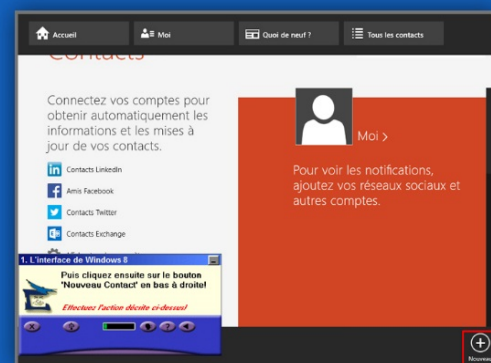 Accueil
Moi
Quoi de neuf ?
Tous les contacts
Contacts
Connectez vos comptes pour
obtenir automatiquement les
informations et les mises à
jour de vos contacts.
Contacts LinkedIn
Amis Facebook
Contacts Twitter
Contacts Exchange
Moi >
Pour voir les notifications,
ajoutez vos réseaux sociaux et
autres comptes.
1. L'interface de Windows 8
Puis cliquez ensuite sur le bouton
'Nouveau Contact' en bas à droite!
Effectuez l'action décrite ci-dessus!
Nouveau